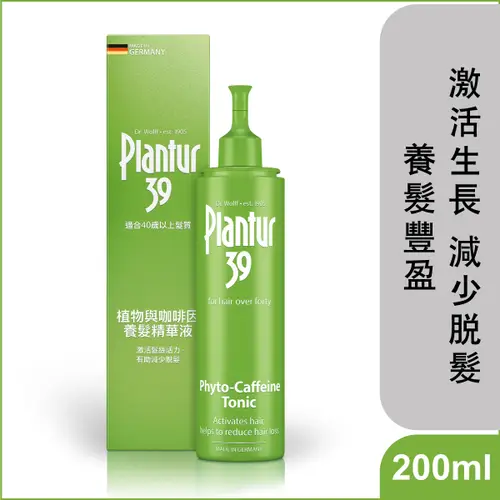 MADE IN
GERMANY
Dr. Wolff • est. 1905
Plantur
39
適合40歲以上髮質
植物與咖啡因
養髮精華液
激活髮絲活力
有助減少脫髮
Dr. Wolff • est. 1905
Plantur
39
for hair over forty
Phyto-Caffeine
Tonic
Activates hair,
helps to reduce hair loss
MADE IN GERMANY
激活生長 減少脫髮
養髮豐盈
200ml